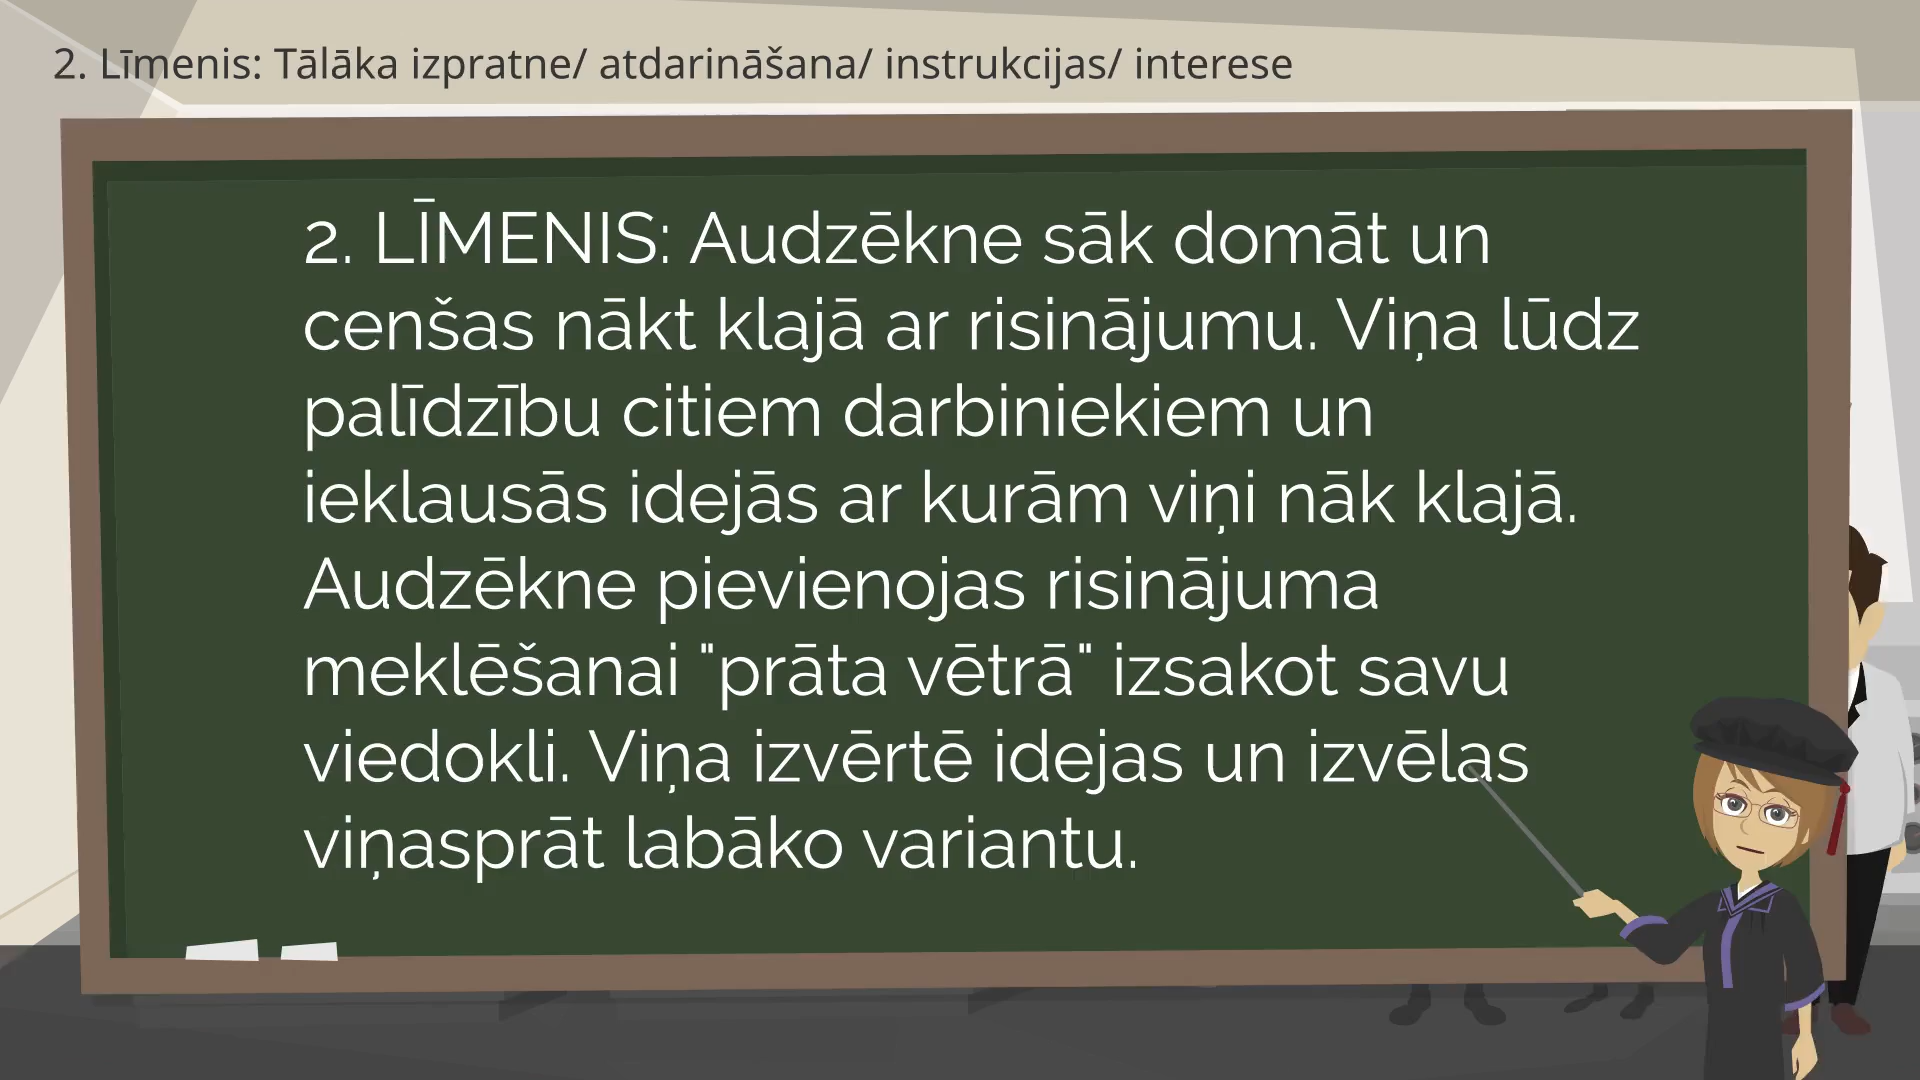 2. Līmenis: Tālāka izpratne/ atdarināšana/ instrukcijas/ interese
2. LĪMENIS: Audzēkne sāk domāt un
cenšas nākt klajā ar risinājumu. Viņa lūdz
palīdzību citiem darbiniekiem un
ieklausās idejās ar kurām viņi nāk klajā.
Audzēkne pievienojas risinājuma
meklēšanai "prāta vētrā" izsakot savu
viedokli. Viņa izvērtē idejas un izvēlas
viņasprāt labāko variantu.